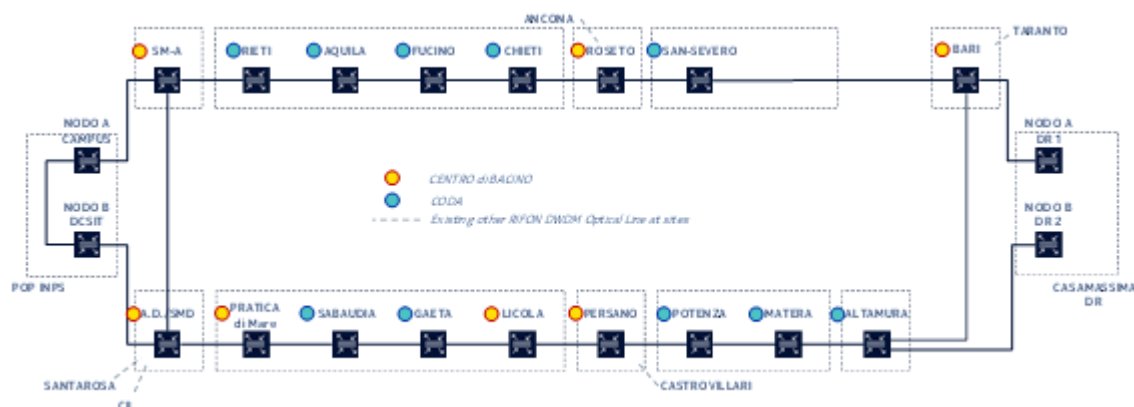 ANCONA
TARANTO
SM-A
RIETI
AQUILA
FUCINO
CHIETI
ROSETO
SAN-SEVERO
BARI
NODO A
CAMPUS
NODO A
DR 1
CENTRO di BACINO
CODA
Existing other RIFON DWDM Optical Line at sites
NODO B
DCSIT
NODO B
DR 2
POP INPS
CASAMASSIMA
DR
A.D./SMD
PRATICA
di Mare
SABAUDIA
GAETA
LICOLA
PERSANO
POTENZA
MATERA
ALTAMURA
SANTAROSA
CASTROVILLARI